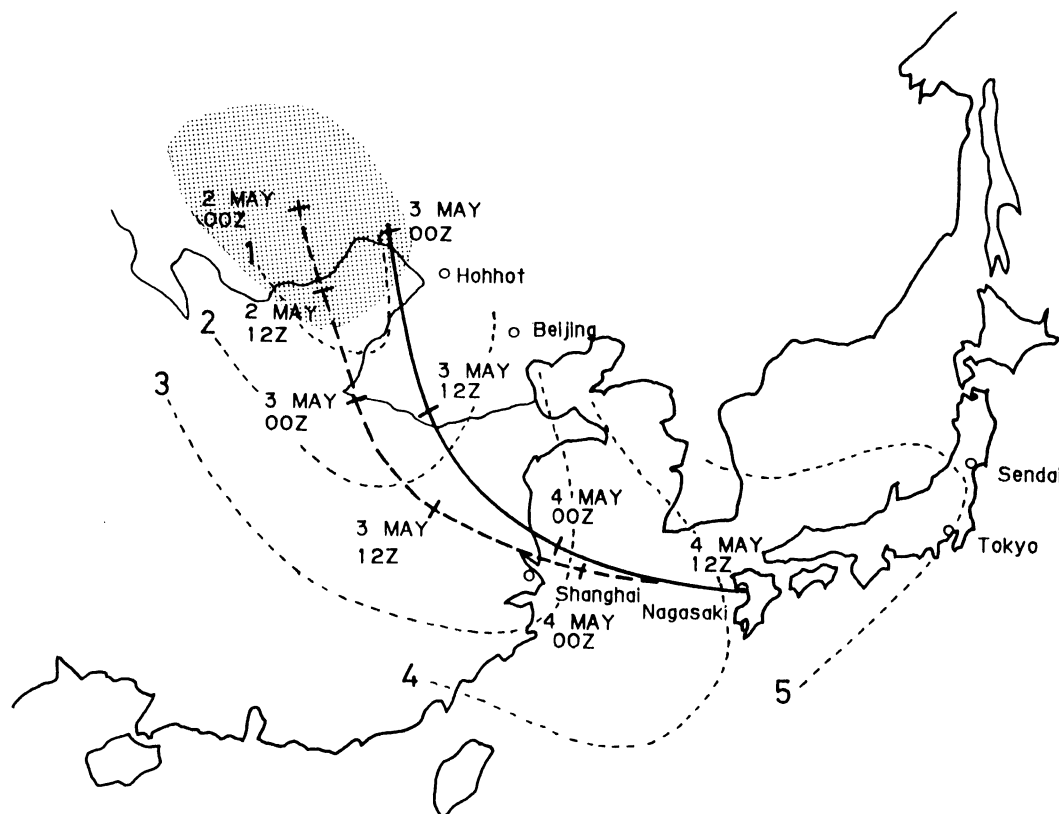 2 MAY
00Z
3 MAY
00Z
1
Hohhot
2 MAY
12Z
2
Beijing
3 MAY
12Z
3
3 MAY
00Z
Sendai
4 MAY
00Z
3 MAY
12Z
4 MAY
12Z
Tokyo
Shanghai
Nagasaki
4 MAY
00Z
4
5